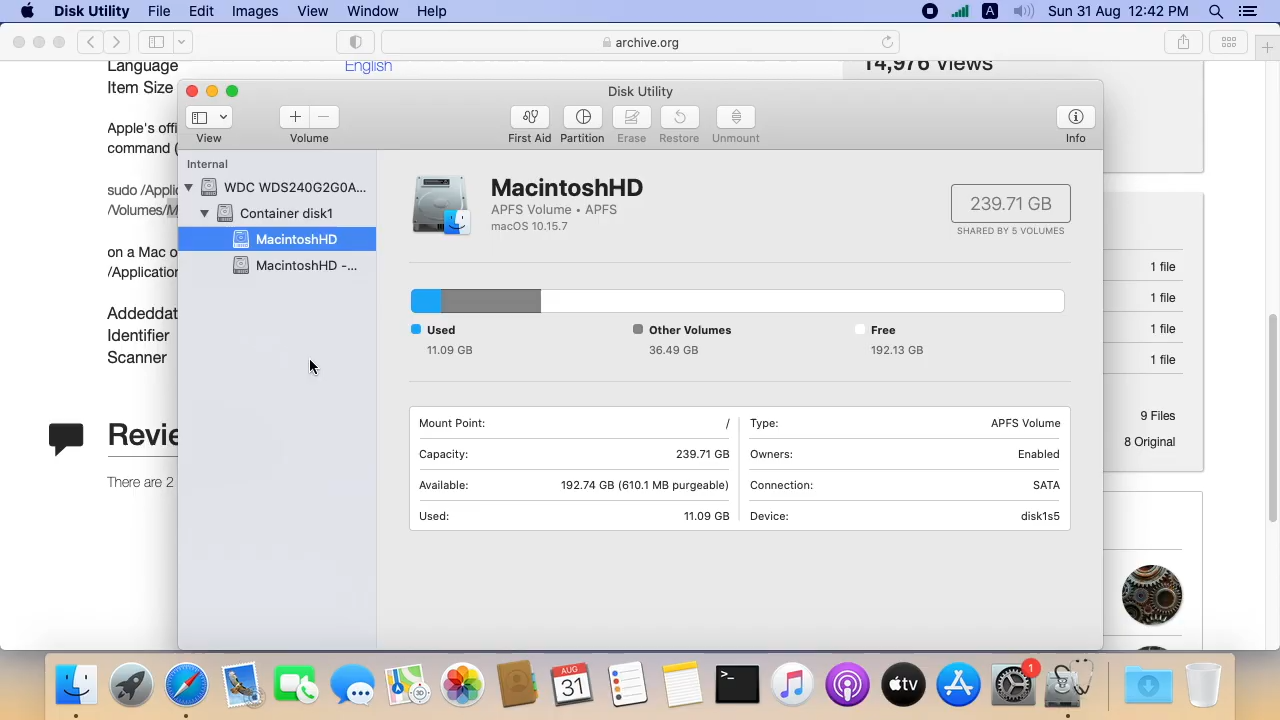 Disk Utility File Edit Images View Window Help A Sun 31 Aug 12:42 PM
archive.org
Language English
14,976 Views
Item Size
Disk Utility
View
Volume
First Aid
Partition
Erase
Restore
Unmount
Info
Apple's offi
command (
sudo /Applic
/Volumes/M
on a Mac o
/Application
Addeddat
Identifier
Scanner
Revie
There are 2
Internal
WDC WDS240G2G0A...
Container disk1
MacintoshHD
MacintoshHD -...
MacintoshHD
APFS Volume • APFS
macOS 10.15.7
239.71 GB
SHARED BY 5 VOLUMES
Used
11.09 GB
Other Volumes
36.49 GB
Free
192.13 GB
Mount Point: /
Capacity: 239.71 GB
Available: 192.74 GB (610.1 MB purgeable)
Used: 11.09 GB
Type: APFS Volume
Owners: Enabled
Connection: SATA
Device: disk1s5
1 file
1 file
1 file
1 file
9 Files
8 Original
AUG
31
3D
>_
tv
1